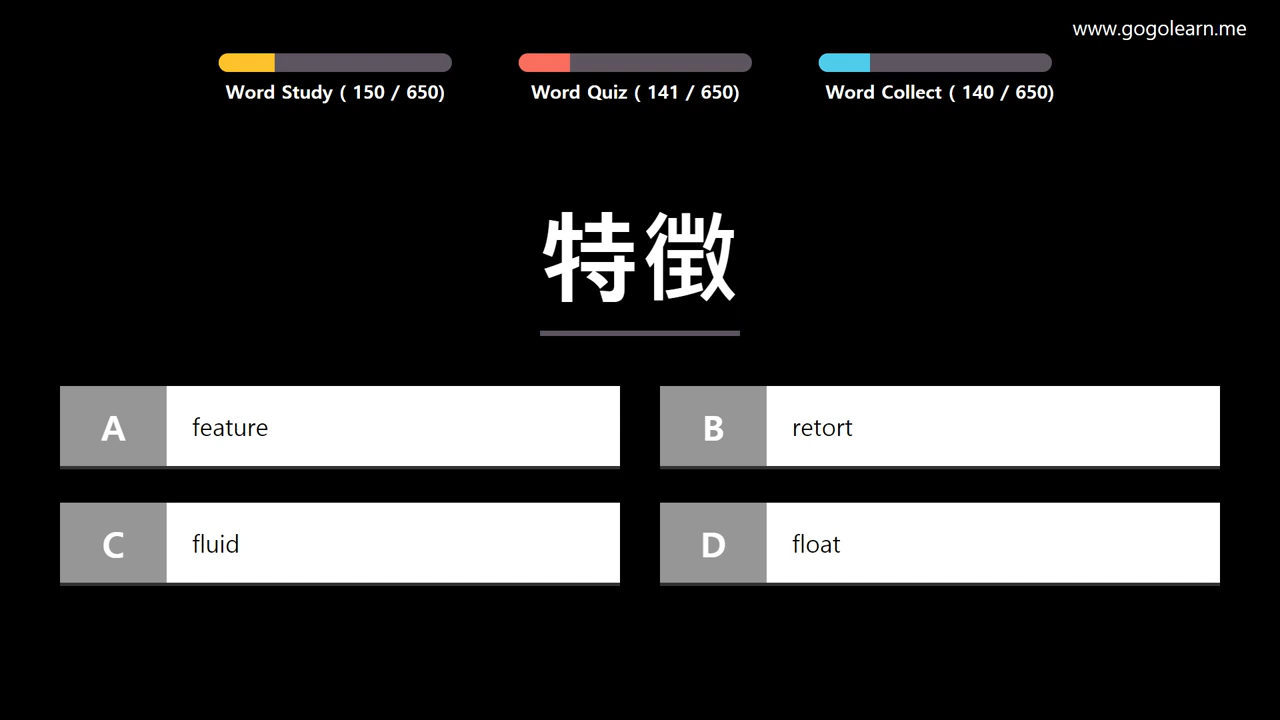 www.gogolearn.me
Word Study ( 150 / 650)
Word Quiz ( 141 / 650)
Word Collect ( 140 / 650)
特徵
A feature
B retort
C fluid
D float